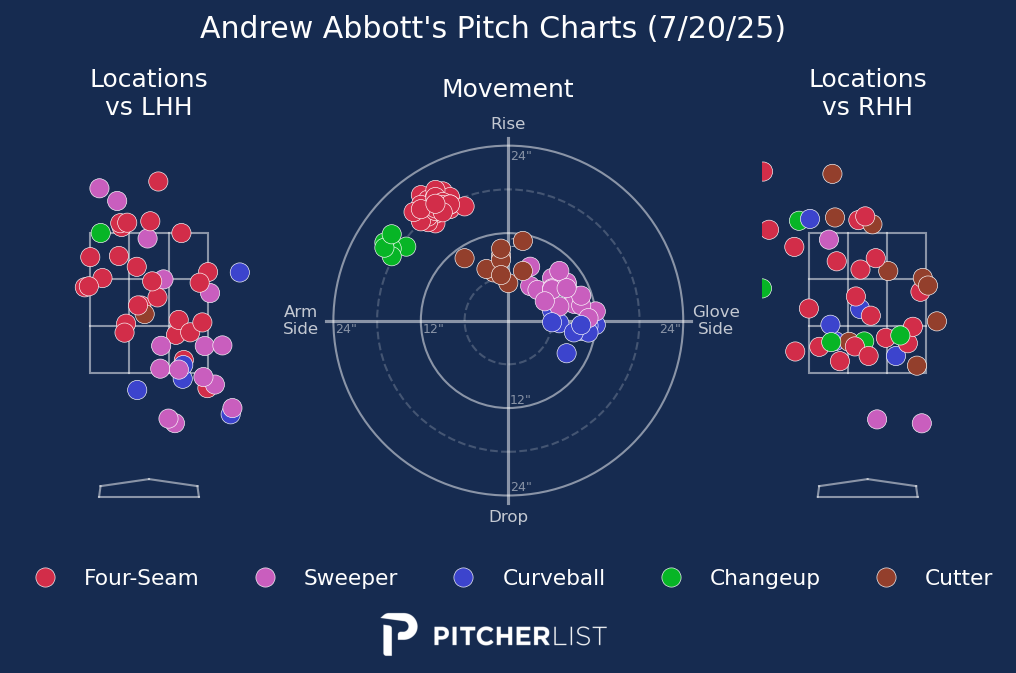 Andrew Abbott's Pitch Charts (7/20/25)
Locations
vs LHH
Movement
Locations
vs RHH
Rise
24"
Arm
Side
24"
12"
24"
Glove
Side
12"
24"
Drop
Four-Seam
Sweeper
Curveball
Changeup
Cutter
PITCHERLIST